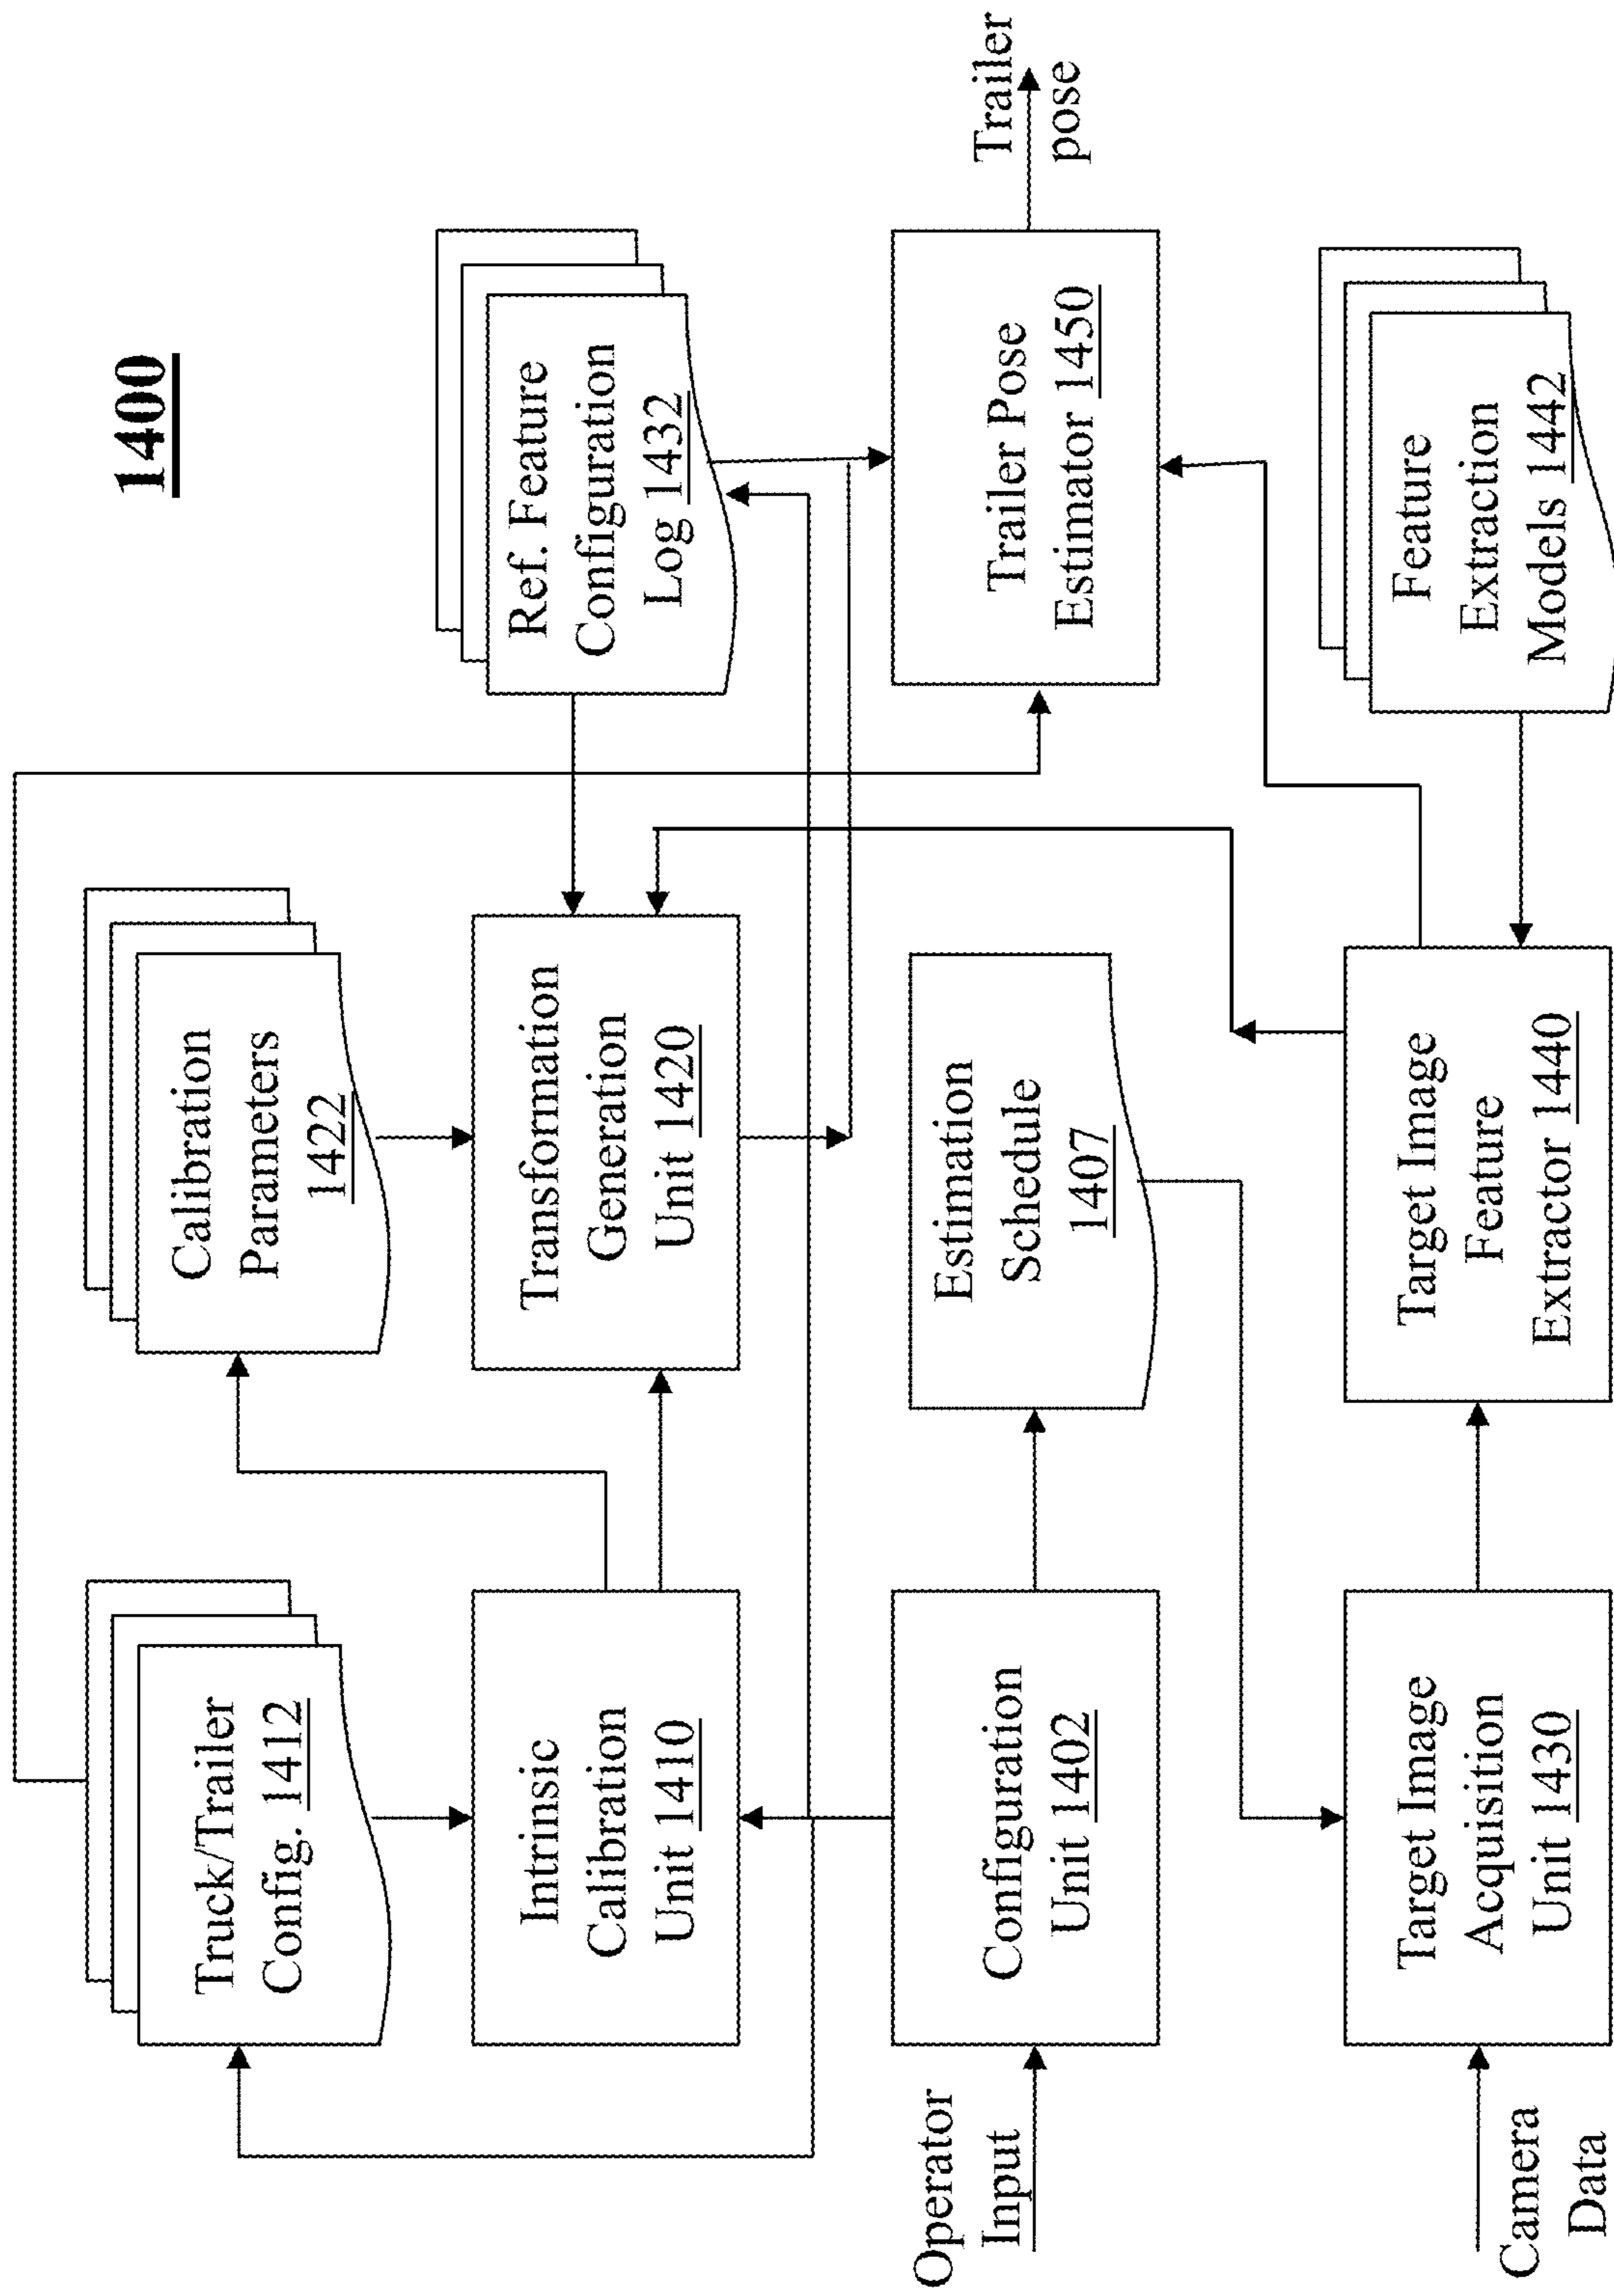 1400
Truck/Trailer
Config. 1412
Calibration
Parameters
1422
Ref. Feature
Configuration
Log 1432
Intrinsic
Calibration
Unit 1410
Transformation
Generation
Unit 1420
Operator
Input
Configuration
Unit 1402
Estimation
Schedule
1407
Trailer Pose
Estimator 1450
Trailer
pose
Camera
Data
Target Image
Acquisition
Unit 1430
Target Image
Feature
Extractor 1440
Feature
Extraction
Models 1442